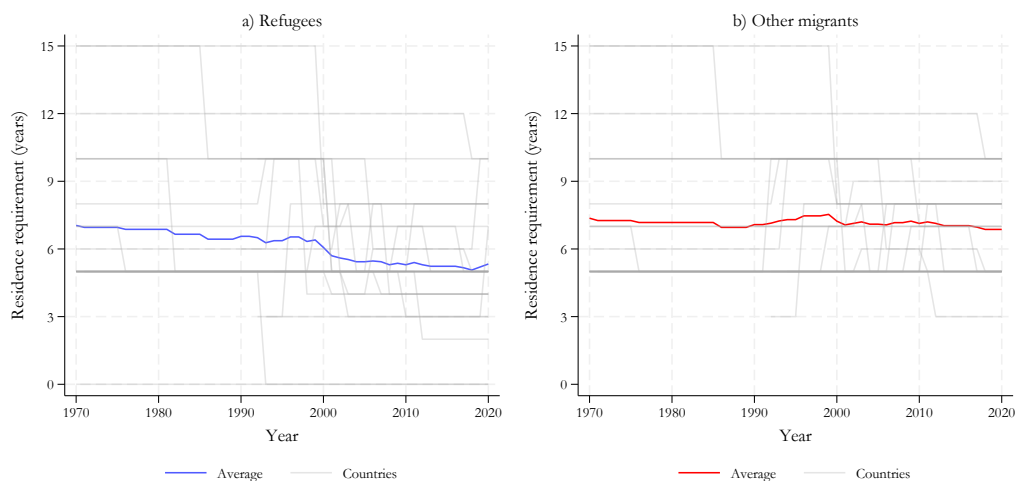 a) Refugees
Residence requirement (years)
15
12
9
6
3
0
1970 1980 1990 2000 2010 2020
Year
Average Countries
b) Other migrants
Residence requirement (years)
15
12
9
6
3
0
1970 1980 1990 2000 2010 2020
Year
Average Countries